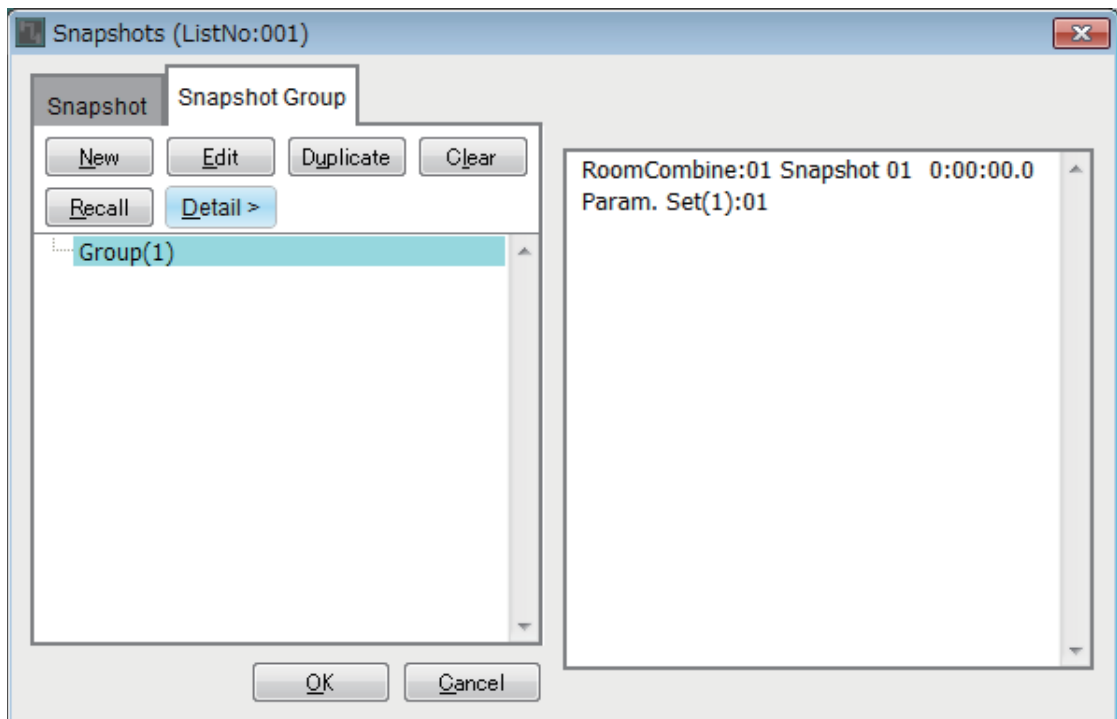 Snapshots (ListNo:001)
Snapshot Snapshot Group
New Edit Duplicate Clear
Recall Detail >
Group(1)
RoomCombine:01 Snapshot 01 0:00:00.0
Param. Set(1):01
OK Cancel